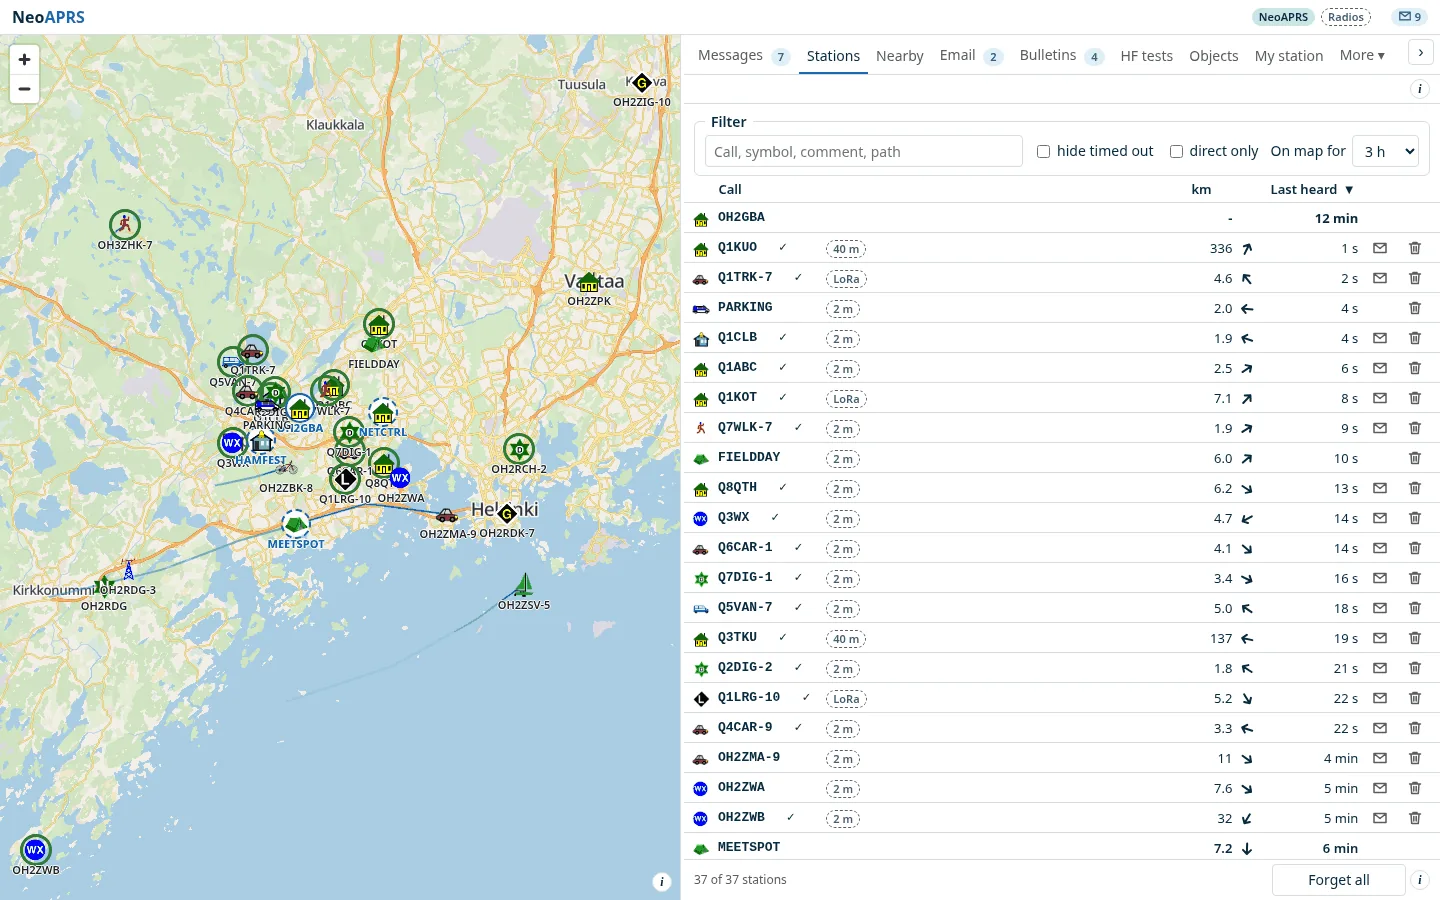 NeoAPRS
NeoAPRS Radios 9
+
−
Tuusula
OH2ZIG-10
Klaukkala
OH3ZHK-7
OH2ZPK
FIELDDAY
Q1TRK-7
Q5VAN-7
PARKING
OH2GBA
NETCTRL
HAMFEST
Q7DIG-1
OH2RCH-2
OH2ZBK-8
Q1LRG-10
OH2ZWA
OH2ZMA-9
OH2RDK-7
MEETSPOT
Kirkkonummi
OH2RDG-3
OH2RDG
OH2ZSV-5
OH2ZWB
i
Messages 7 Stations Nearby Email 2 Bulletins 4 HF tests Objects My station More ▾ ›
i
Filter
Call, symbol, comment, path hide timed out direct only On map for 3 h
Call km Last heard ▼
OH2GBA - 12 min
Q1KUO ✓ 40 m 336 1 s
Q1TRK-7 ✓ LoRa 4.6 2 s
PARKING 2 m 2.0 4 s
Q1CLB ✓ 2 m 1.9 4 s
Q1ABC ✓ 2 m 2.5 6 s
Q1KOT ✓ LoRa 7.1 8 s
Q7WLK-7 ✓ 2 m 1.9 9 s
FIELDDAY 2 m 6.0 10 s
Q8QTH ✓ 2 m 6.2 13 s
Q3WX ✓ 2 m 4.7 14 s
Q6CAR-1 ✓ 2 m 4.1 14 s
Q7DIG-1 ✓ 2 m 3.4 16 s
Q5VAN-7 ✓ 2 m 5.0 18 s
Q3TKU ✓ 40 m 137 19 s
Q2DIG-2 ✓ 2 m 1.8 21 s
Q1LRG-10 ✓ LoRa 5.2 22 s
Q4CAR-9 ✓ 2 m 3.3 22 s
OH2ZMA-9 2 m 11 4 min
OH2ZWA 2 m 7.6 5 min
OH2ZWB ✓ 2 m 32 5 min
MEETSPOT 7.2 6 min
37 of 37 stations Forget all i